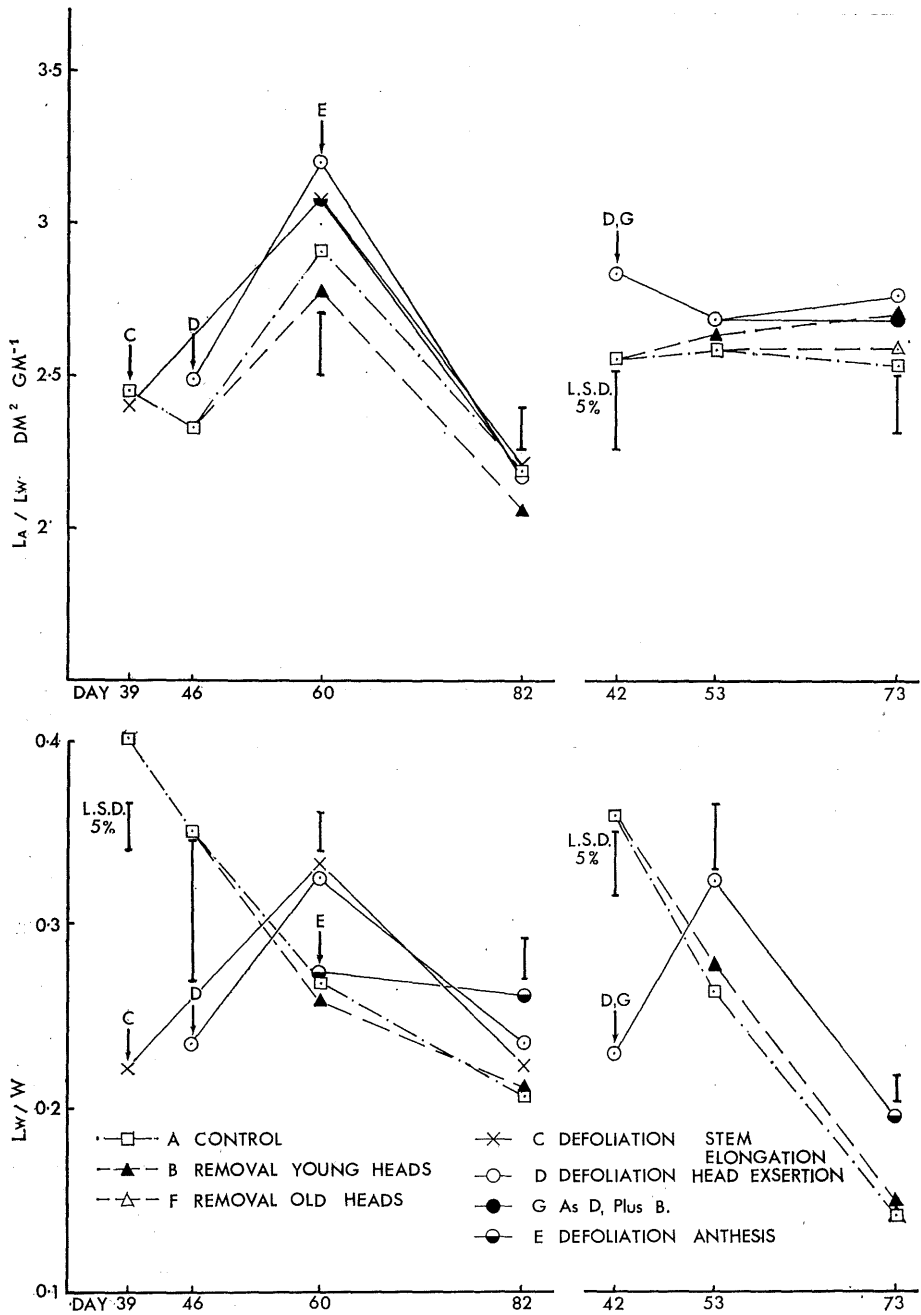 3·5
E
3
D,G
C
D
2·5
L.S.D.
5%
2
LA / LW DM² GM⁻¹
DAY 39 46 60 82 42 53 73
0·4
L.S.D.
5%
L.S.D.
5%
0·3
E
D
C
D,G
0·2
LW/W
A CONTROL
B REMOVAL YOUNG HEADS
F REMOVAL OLD HEADS
C DEFOLIATION STEM
ELONGATION
D DEFOLIATION HEAD EXSERTION
G As D, Plus B.
E DEFOLIATION ANTHESIS
0·1
DAY 39 46 60 82 42 53 73